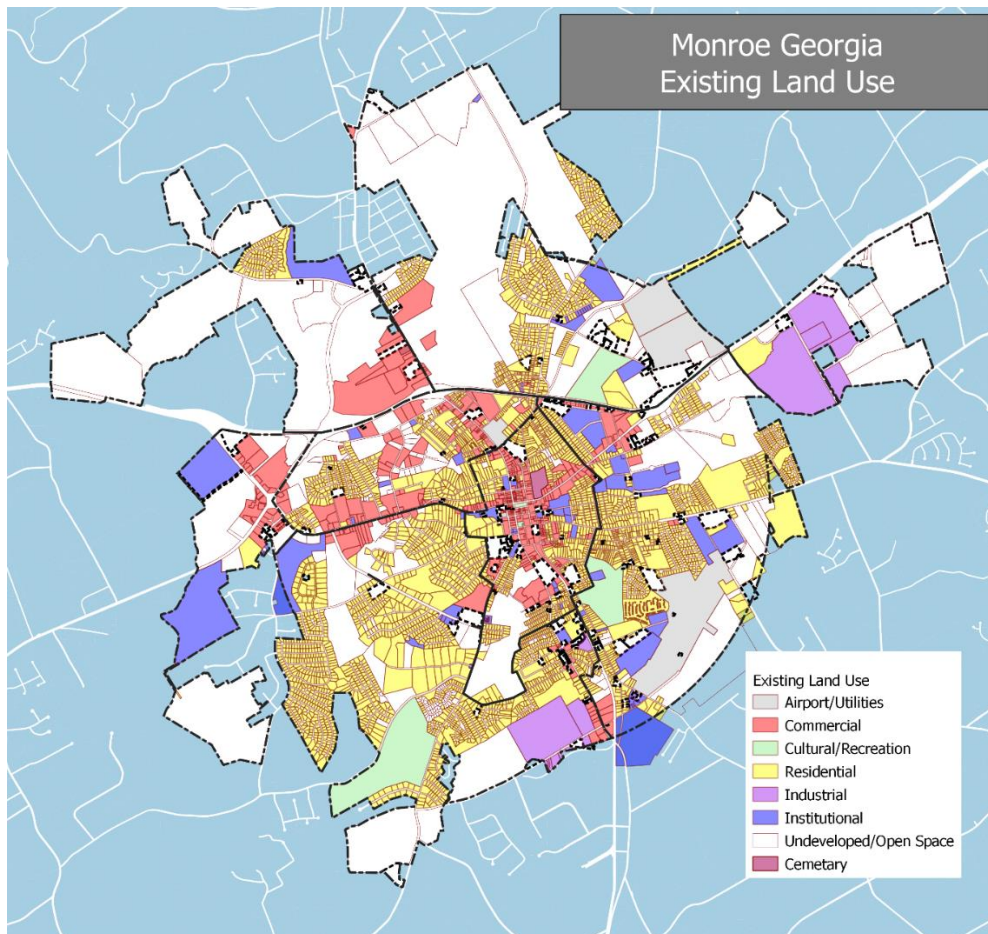 Monroe Georgia
Existing Land Use
Existing Land Use
Airport/Utilities
Commercial
Cultural/Recreation
Residential
Industrial
Institutional
Undeveloped/Open Space
Cemetary